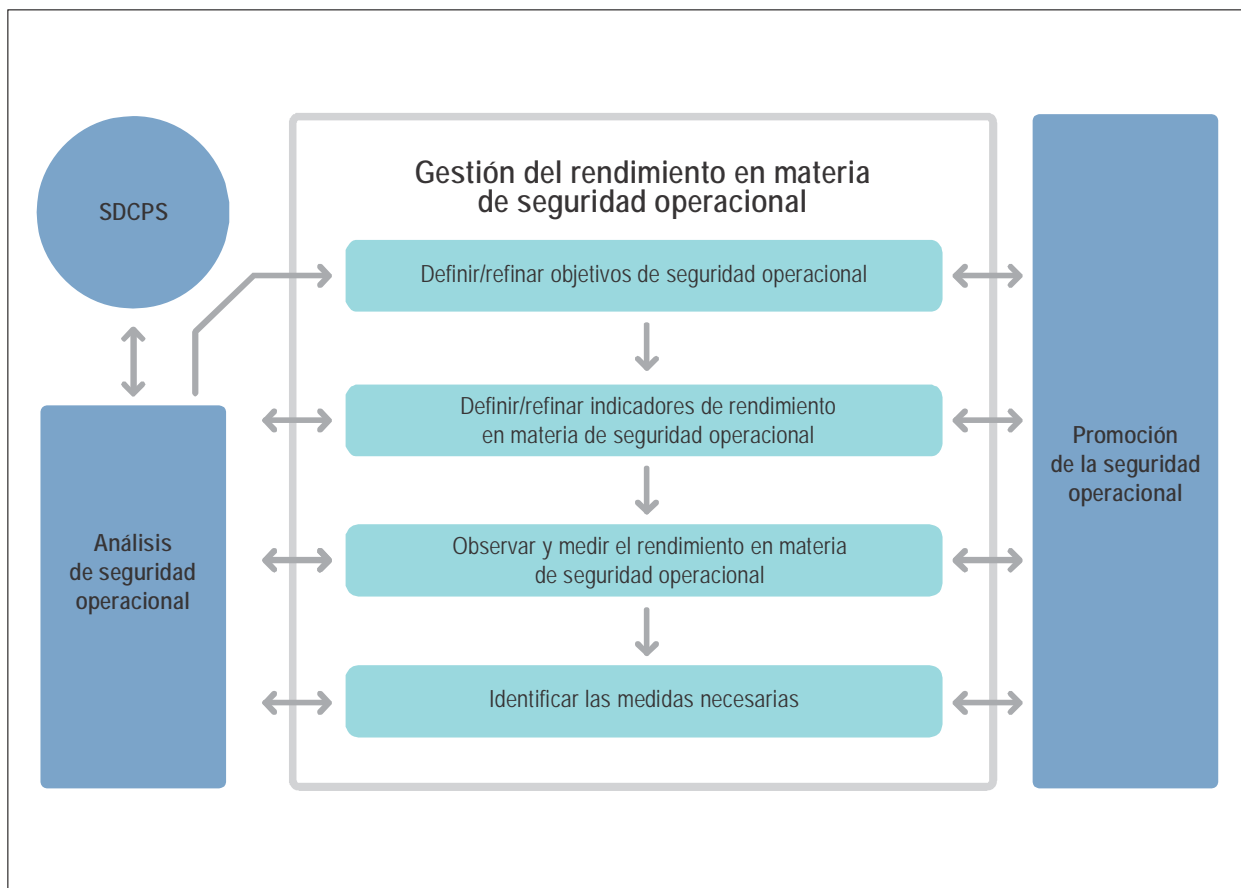 SDCPS
Análisis
de seguridad
operacional
Gestión del rendimiento en materia
de seguridad operacional
Definir/refinar objetivos de seguridad operacional
Definir/refinar indicadores de rendimiento
en materia de seguridad operacional
Observar y medir el rendimiento en materia
de seguridad operacional
Identificar las medidas necesarias
Promoción
de la seguridad
operacional